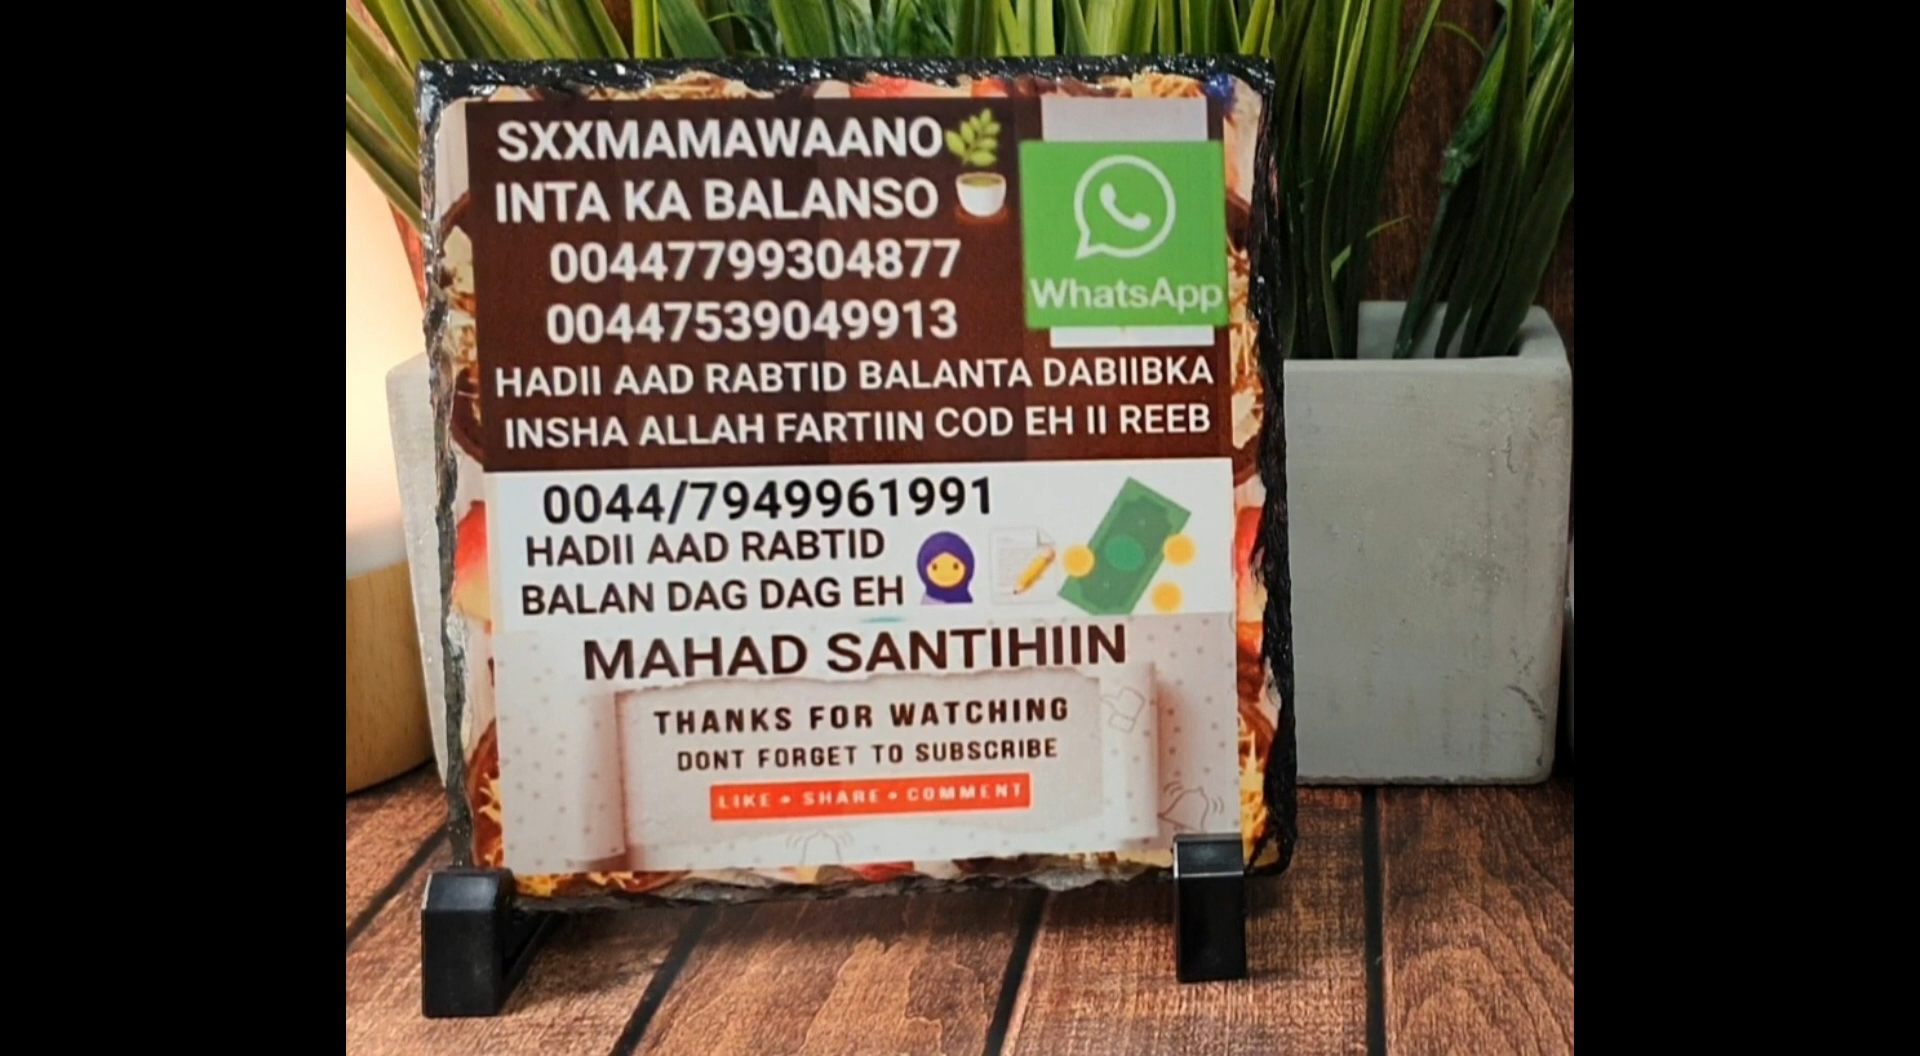 SXXMAMAWAANO
INTA KA BALANSO
00447799304877
00447539049913
WhatsApp
HADII AAD RABTID BALANTA DABIIBKA
INSHA ALLAH FARTIIN COD EH II REEB
0044/7949961991
HADII AAD RABTID
BALAN DAG DAG EH
MAHAD SANTIHIIN
THANKS FOR WATCHING
DONT FORGET TO SUBSCRIBE
LIKE • SHARE • COMMENT